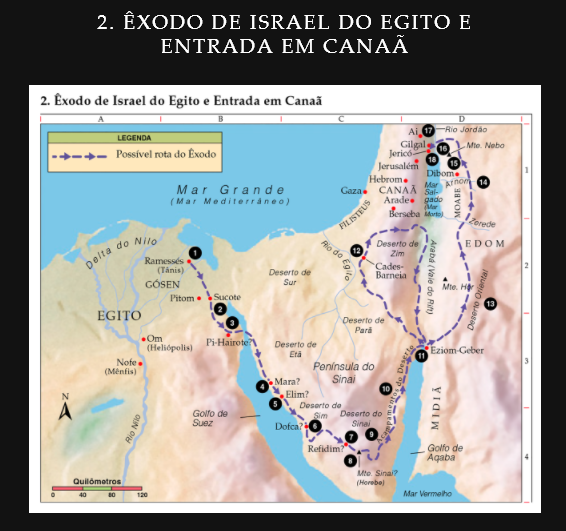 2. ÊXODO DE ISRAEL DO EGITO E
ENTRADA EM CANAÃ
2. Êxodo de Israel do Egito e Entrada em Canaã
A
B
C
D
LEGENDA
Possível rota do Êxodo
Mar Grande
(Mar Mediterrâneo)
Ai
17
Rio Jordão
Gilgal
16
Mte. Nebo
Jericó
Jerusalém
18
15
1
Dibom
Arnon
14
Hebrom
CANAÃ
Gaza
Arade
Mar
Sal-
gado
(Mar
Morto)
MOABE
Berseba
FILISTEUS
Zerede
Delta do Nilo
1
Ramessés
(Tânis)
12
Rio do Egito
Deserto de
Zim
EDOM
Cades-
Barneia
Arabá (Vale do Rift)
2
Deserto de
Sur
GÓSEN
Mte. Hor
Pitom
Sucote
2
Deserto Oriental
13
EGITO
3
Deserto de
Parã
Om
(Heliópolis)
Pi-Hairote?
Deserto de
Etã
Eziom-Geber
11
Nofe
(Mênfis)
Península do
Sinai
3
4
Mara?
10
Elim?
5
Acampamentos do Deserto
MIDIÃ
N
Golfo de
Suez
Deserto de
Sim
Deserto do
Sinai
Dofca?
6
7
9
Rio Nilo
Refidim?
8
Golfo de
Aqaba
4
Mte. Sinai?
(Horebe)
Quilômetros
0 40 80 120
Mar Vermelho